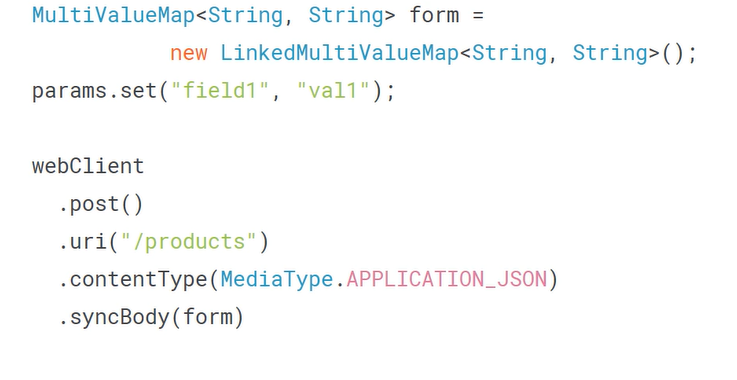 MultiValueMap<String, String> form =
new LinkedMultiValueMap<String, String>();
params.set("field1", "val1");
webClient
.post()
.uri("/products")
.contentType(MediaType.APPLICATION_JSON)
.syncBody(form)